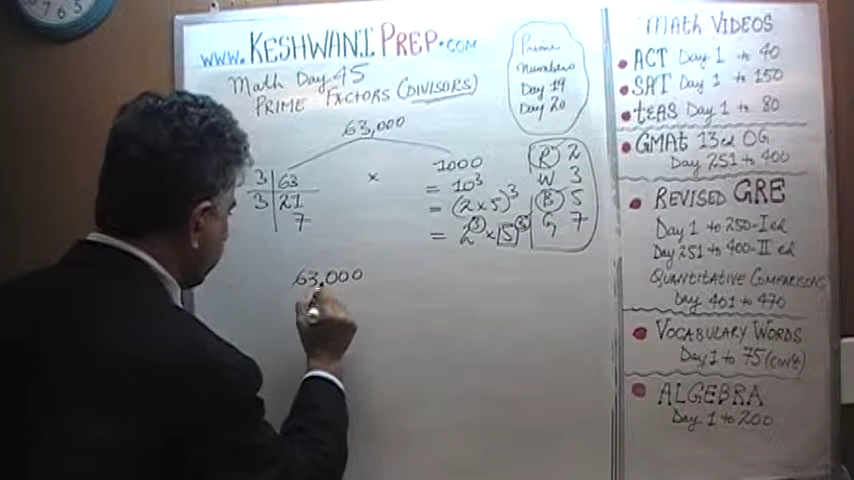 www.KESHWANIPREP.COM
Math Day 45
PRIME FACTORS (DIVISORS)
63,000
3 63
3 21
7
×
1000
= 10³
= (2 × 5)³
= 2³ × 5³
63,000
Prime
Numbers
Day 19
Day 20
R 2
W 3
B 5
G 7
Math VIDEOS
ACT Day 1 to 40
SAT Day 1 to 150
tEAS Day 1 to 80
GMAt 13ed OG
Day 251 to 400
REVISED GRE
Day 1 to 250-I ed
Day 251 to 400-II ed
QUANTITATIVE COMPARISONS
Day 401 to 470
VOCABULARY WORDS
Day 1 to 75
ALGEBRA
Day 1 to 200